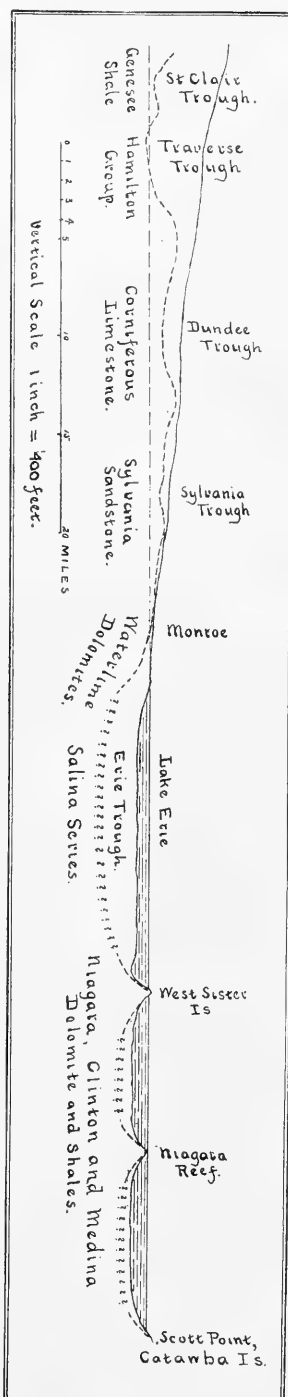 St Clair
Trough.
Traverse
Trough
Dundee
Trough
Sylvania
Trough
Monroe
Lake Erie
West Sister
Is
Niagara
Reef.
Scott Point,
Catawba Is.
Genesee
Shale
Hamilton
Group.
Corniferous
Limestone.
Sylvania
Sandstone.
Waterlime
Dolomites.
Erie Trough.
Salina Series.
Niagara, Clinton and Medina
Dolomite and Shales.
0 1 2 3 4 5 10 15 20 MILES
Vertical Scale 1 inch = 400 feet.